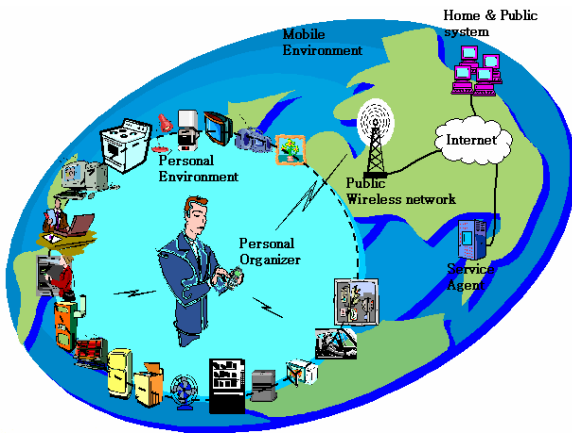 Home & Public
system
Mobile
Environment
Internet
Personal
Environment
Public
Wireless network
Personal
Organizer
Service
Agent